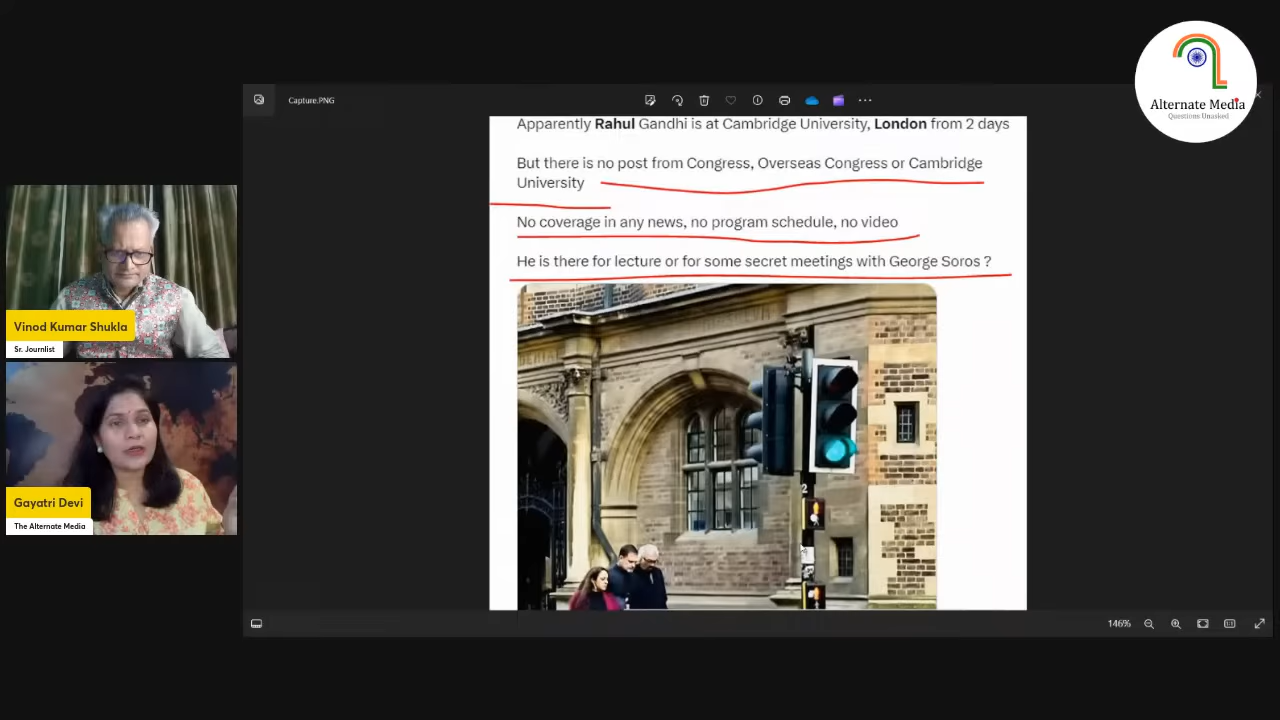 Alternate Media
Questions Unasked
Capture.PNG
Apparently Rahul Gandhi is at Cambridge University, London from 2 days
But there is no post from Congress, Overseas Congress or Cambridge
University
No coverage in any news, no program schedule, no video
He is there for lecture or for some secret meetings with George Soros ?
Vinod Kumar Shukla
Sr. Journlist
Gayatri Devi
The Alternate Media
2
146%